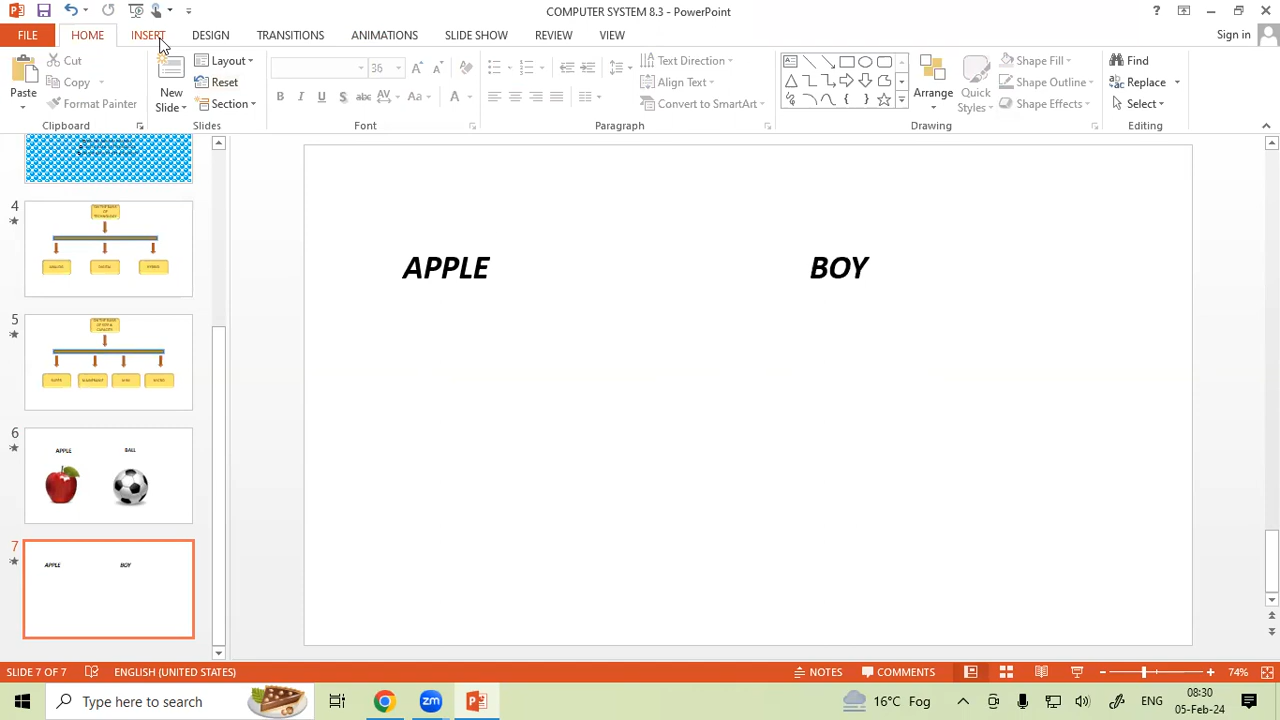 COMPUTER SYSTEM 8.3 - PowerPoint
?
FILE HOME INSERT DESIGN TRANSITIONS ANIMATIONS SLIDE SHOW REVIEW VIEW Sign in
Paste
Cut
Copy
Format Painter
Clipboard
New
Slide
Layout
Reset
Section
Slides
36
B I U S abc AV Aa A
Font
Text Direction
Align Text
Convert to SmartArt
Paragraph
Arrange
Quick
Styles
Shape Fill
Shape Outline
Shape Effects
Drawing
Find
Replace
Select
Editing
4
5
6
APPLE BALL
7
APPLE BOY
APPLE BOY
SLIDE 7 OF 7 ENGLISH (UNITED STATES) NOTES COMMENTS 74%
Type here to search
16°C Fog
ENG
08:30
05-Feb-24